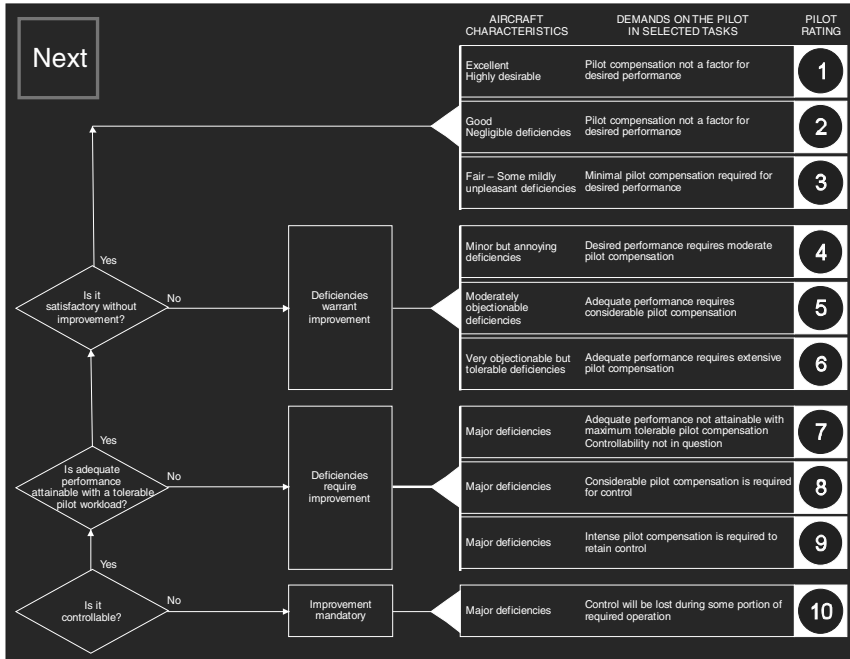 Next
AIRCRAFT
CHARACTERISTICS
DEMANDS ON THE PILOT
IN SELECTED TASKS
PILOT
RATING
Excellent
Highly desirable
Pilot compensation not a factor for
desired performance
1
Good
Negligible deficiencies
Pilot compensation not a factor for
desired performance
2
Fair – Some mildly
unpleasant deficiencies
Minimal pilot compensation required for
desired performance
3
Yes
Is it
satisfactory without
improvement?
No
Deficiencies
warrant
improvement
Minor but annoying
deficiencies
Desired performance requires moderate
pilot compensation
4
Moderately
objectionable
deficiencies
Adequate performance requires
considerable pilot compensation
5
Very objectionable but
tolerable deficiencies
Adequate performance requires extensive
pilot compensation
6
Yes
Is adequate
performance
attainable with a tolerable
pilot workload?
No
Deficiencies
require
improvement
Major deficiencies
Adequate performance not attainable with
maximum tolerable pilot compensation
Controllability not in question
7
Major deficiencies
Considerable pilot compensation is required
for control
8
Major deficiencies
Intense pilot compensation is required to
retain control
9
Yes
Is it
controllable?
No
Improvement
mandatory
Major deficiencies
Control will be lost during some portion of
required operation
10